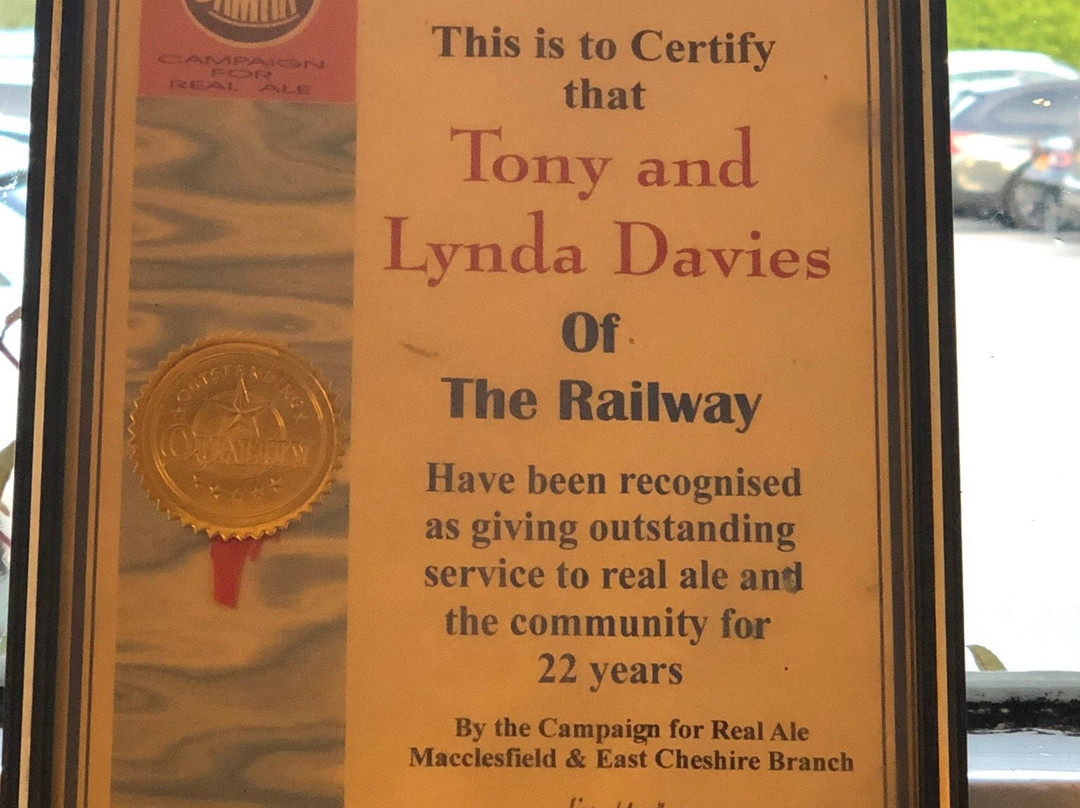 CAMPAIGN
FOR
REAL ALE
This is to Certify
that
Tony and
Lynda Davies
Of
The Railway
OUTSTANDING
QUALITY
Have been recognised
as giving outstanding
service to real ale and
the community for
22 years
By the Campaign for Real Ale
Macclesfield & East Cheshire Branch